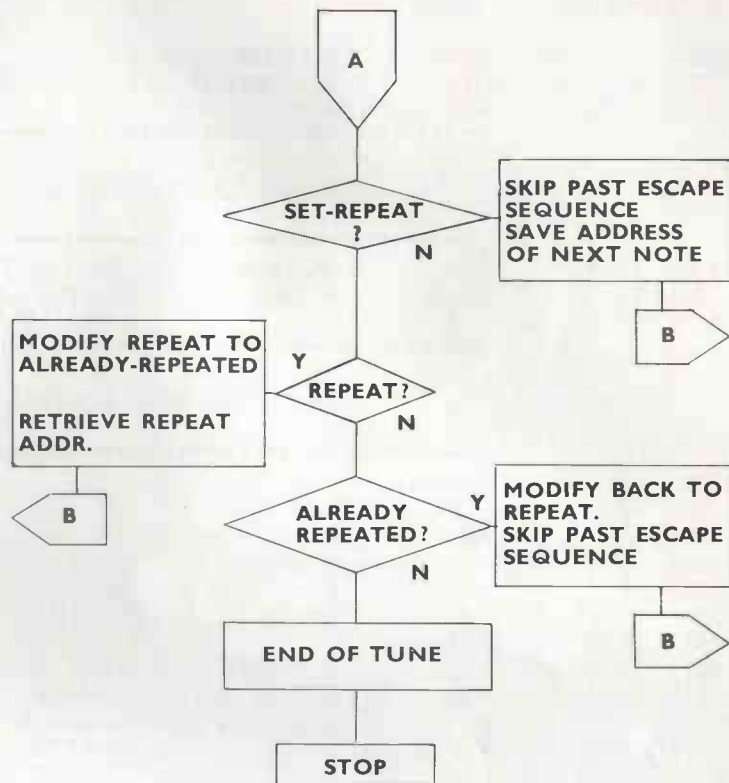 A
SET-REPEAT
?
N
SKIP PAST ESCAPE
SEQUENCE
SAVE ADDRESS
OF NEXT NOTE
B
MODIFY REPEAT TO
ALREADY-REPEATED
RETRIEVE REPEAT
ADDR.
B
Y
REPEAT?
N
ALREADY
REPEATED?
Y
N
MODIFY BACK TO
REPEAT.
SKIP PAST ESCAPE
SEQUENCE
B
END OF TUNE
STOP